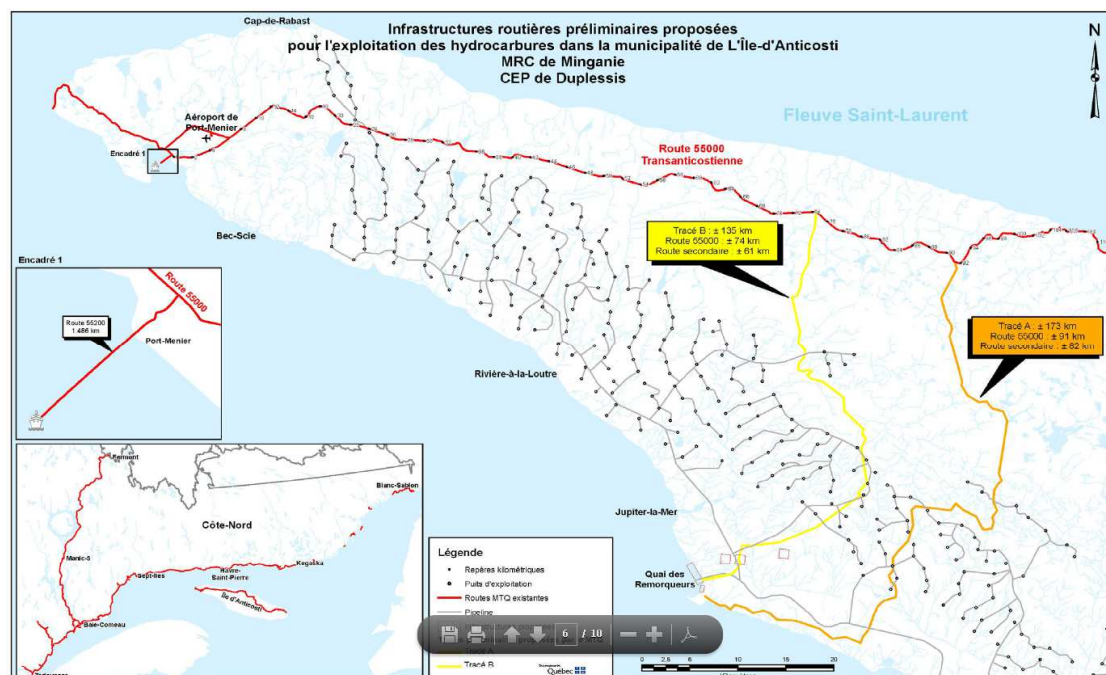 Infrastructures routières préliminaires proposées
pour l'exploitation des hydrocarbures dans la municipalité de L'Île-d'Anticosti
MRC de Minganie
CEP de Duplessis
Cap-de-Rabast
N
Fleuve Saint-Laurent
Aéroport de
Port-Menier
Encadré 1
Route 55000
Transanticostienne
Bec-Scie
Tracé B : ± 135 km
Route 55000 : ± 74 km
Route secondaire : ± 61 km
Encadré 1
Route 55000
Route 55200
1.486 km
Port-Menier
Tracé A : ± 173 km
Route 55000 : ± 91 km
Route secondaire : ± 82 km
Rivière-à-la-Loutre
Jupiter-la-Mer
Quai des
Remorqueurs
Fermont
Blanc-Sablon
Côte-Nord
Manic-5
Sept-Iles
Havre-
Saint-Pierre
Kegaska
Île d'Anticosti
Baie-Comeau
Légende
Repères kilométriques
Puits d'exploitation
Routes MTQ existantes
Pipeline
Tracé A
Tracé B
Transports
Québec
6 / 10
0 2,5 5 10 15 20